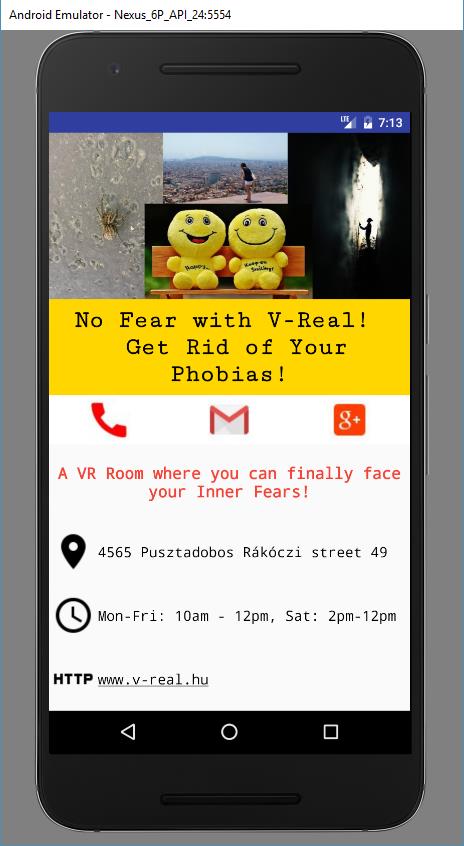 Android Emulator - Nexus_6P_API_24:5554
LTE 7:13
Happy...
Keep on
Smiling!
No Fear with V-Real!
Get Rid of Your
Phobias!
g+
A VR Room where you can finally face
your Inner Fears!
4565 Pusztadobos Rákóczi street 49
Mon-Fri: 10am - 12pm, Sat: 2pm-12pm
HTTP www.v-real.hu